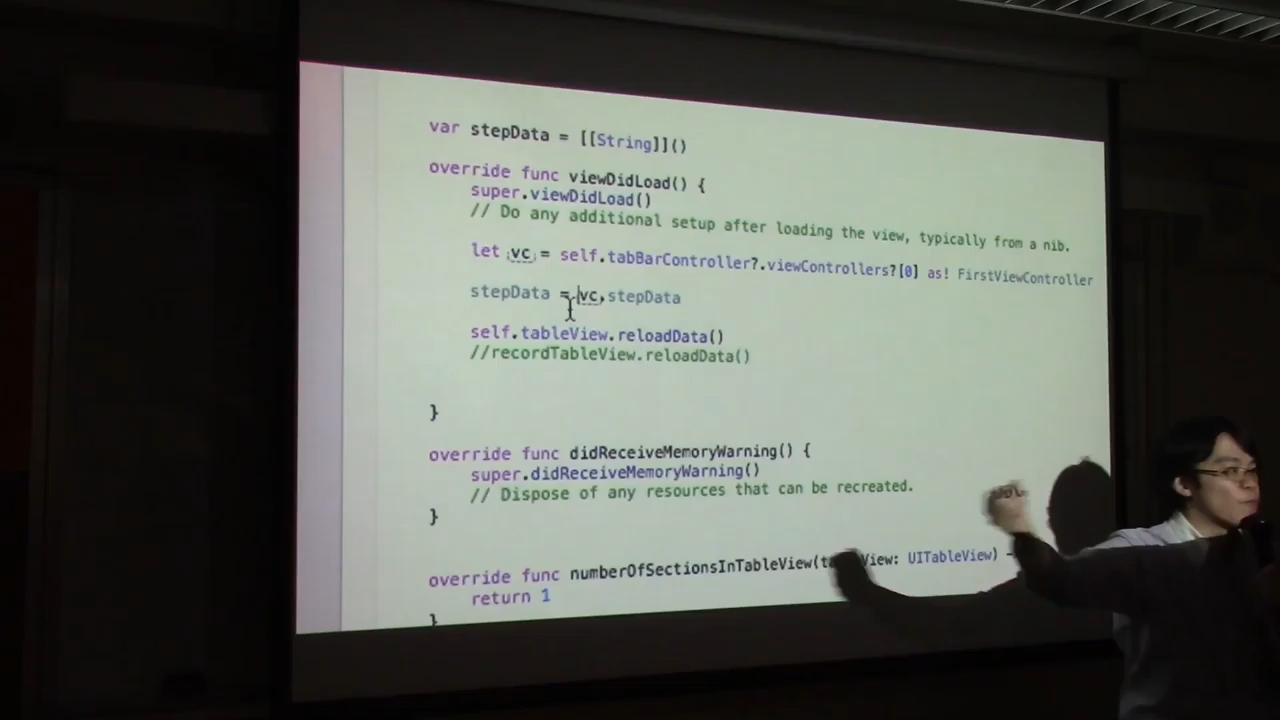 var stepData = [[String]]()
override func viewDidLoad() {
super.viewDidLoad()
// Do any additional setup after loading the view, typically from a nib.
let vc = self.tabBarController?.viewControllers?[0] as! FirstViewController
stepData = vc.stepData
self.tableView.reloadData()
//recordTableView.reloadData()
}
override func didReceiveMemoryWarning() {
super.didReceiveMemoryWarning()
// Dispose of any resources that can be recreated.
}
override func numberOfSectionsInTableView( View: UITableView)
return 1
}